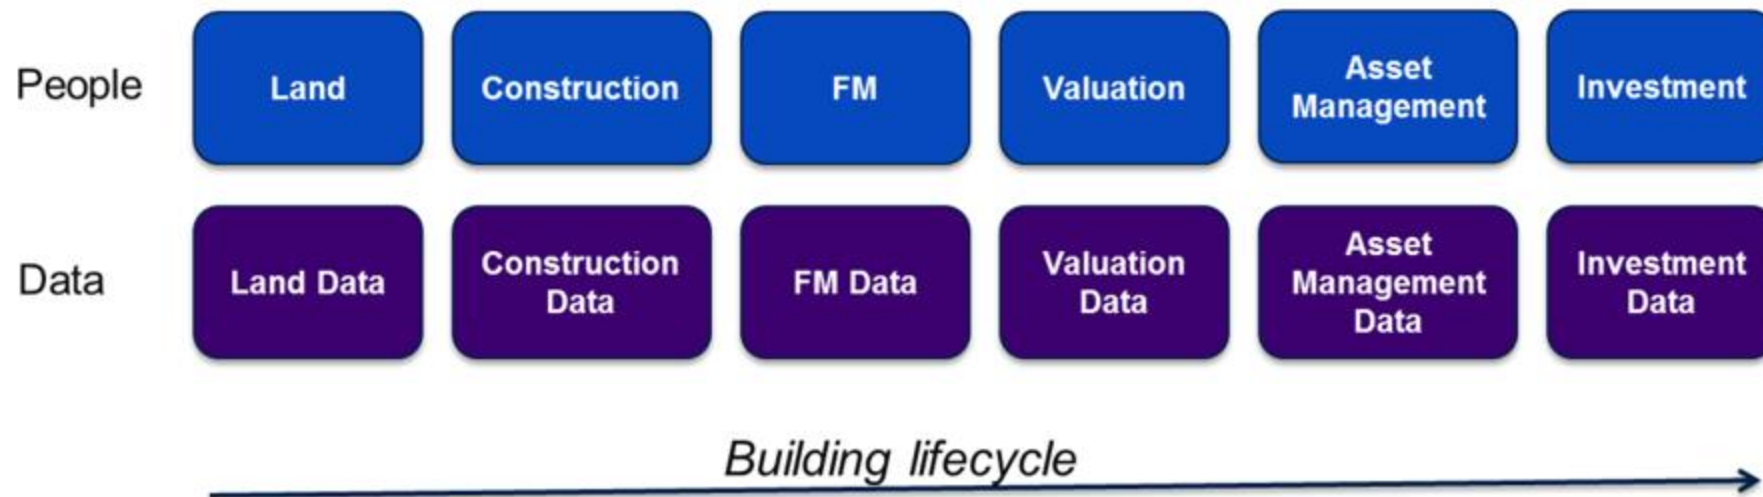 People
Land
Construction
FM
Valuation
Asset
Management
Investment
Data
Land Data
Construction
Data
FM Data
Valuation
Data
Asset
Management
Data
Investment
Data
Building lifecycle